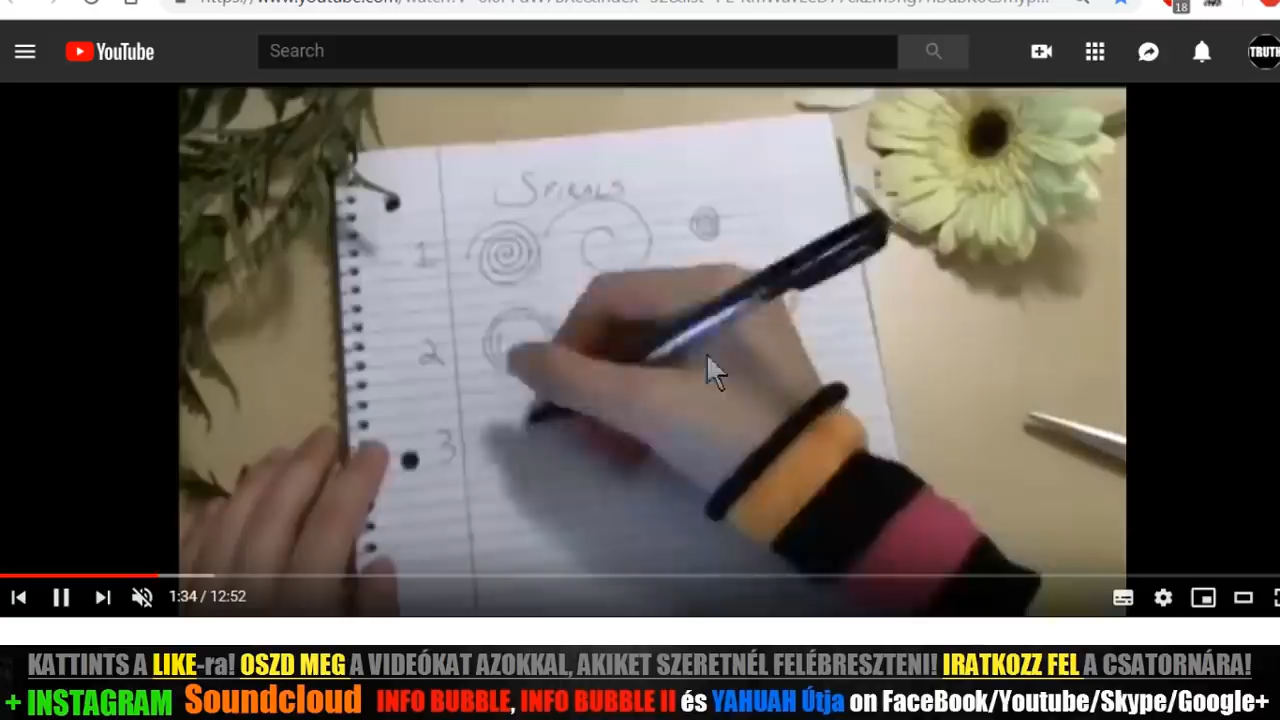 18
YouTube
Search
TRUTH
SPIRALS
1
2
3
1:34 / 12:52
KATTINTS A LIKE-ra! OSZD MEG A VIDEÓKAT AZOKKAL, AKIKET SZERETNÉL FELÉBRESZTENI! IRATKOZZ FEL A CSATORNÁRA!
+ INSTAGRAM Soundcloud INFO BUBBLE, INFO BUBBLE II és YAHUAH Útja on FaceBook/Youtube/Skype/Google+